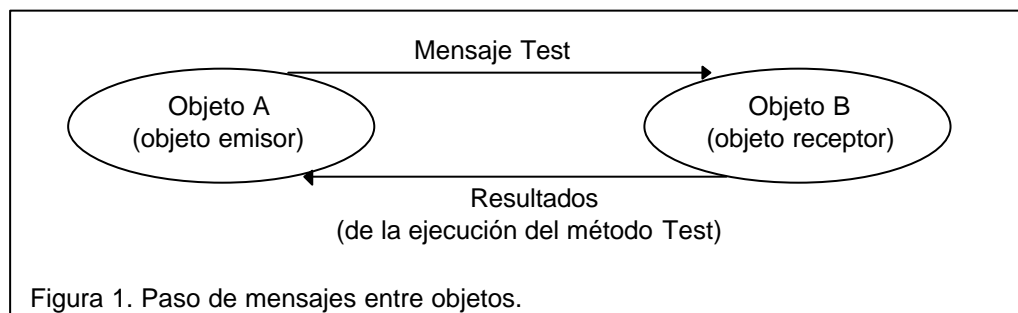 Mensaje Test
Objeto A
(objeto emisor)
Objeto B
(objeto receptor)
Resultados
(de la ejecución del método Test)
Figura 1. Paso de mensajes entre objetos.